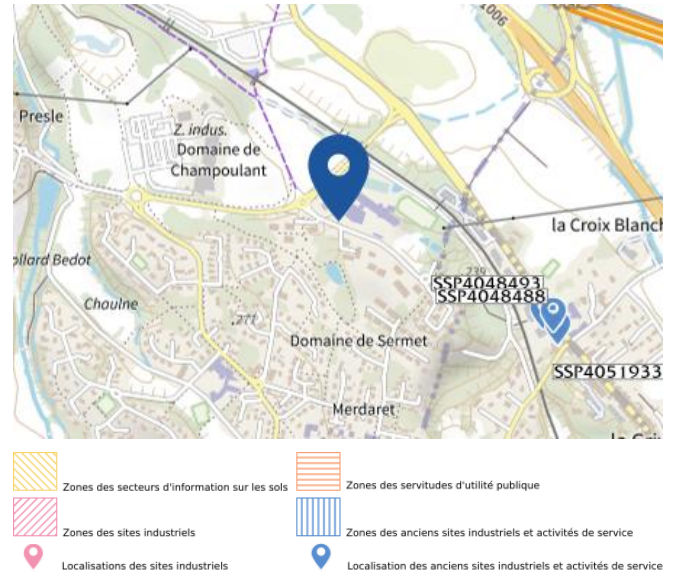 1006
Presle
Z. indus.
Domaine de
Champoulant
la Croix Blanch
ollard Bedot
239
SSP4048493
SSP4048488
Chaulne
277
Domaine de Sermet
SSP4051933
Merdaret
Zones des secteurs d'information sur les sols
Zones des servitudes d'utilité publique
Zones des sites industriels
Zones des anciens sites industriels et activités de service
Localisations des sites industriels
Localisation des anciens sites industriels et activités de service